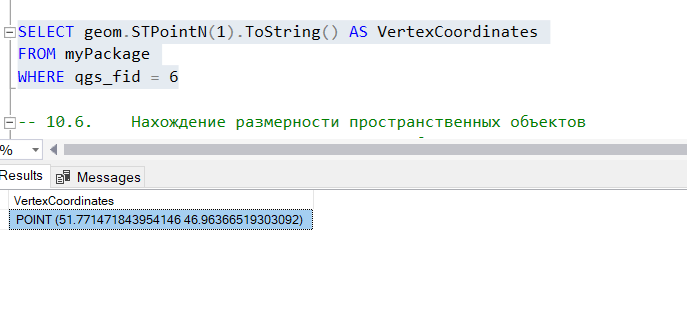 SELECT geom.STPointN(1).ToString() AS VertexCoordinates
FROM myPackage
WHERE qgs_fid = 6
-- 10.6. Нахождение размерности пространственных объектов
%
Results Messages
VertexCoordinates
POINT (51.771471843954146 46.96366519303092)